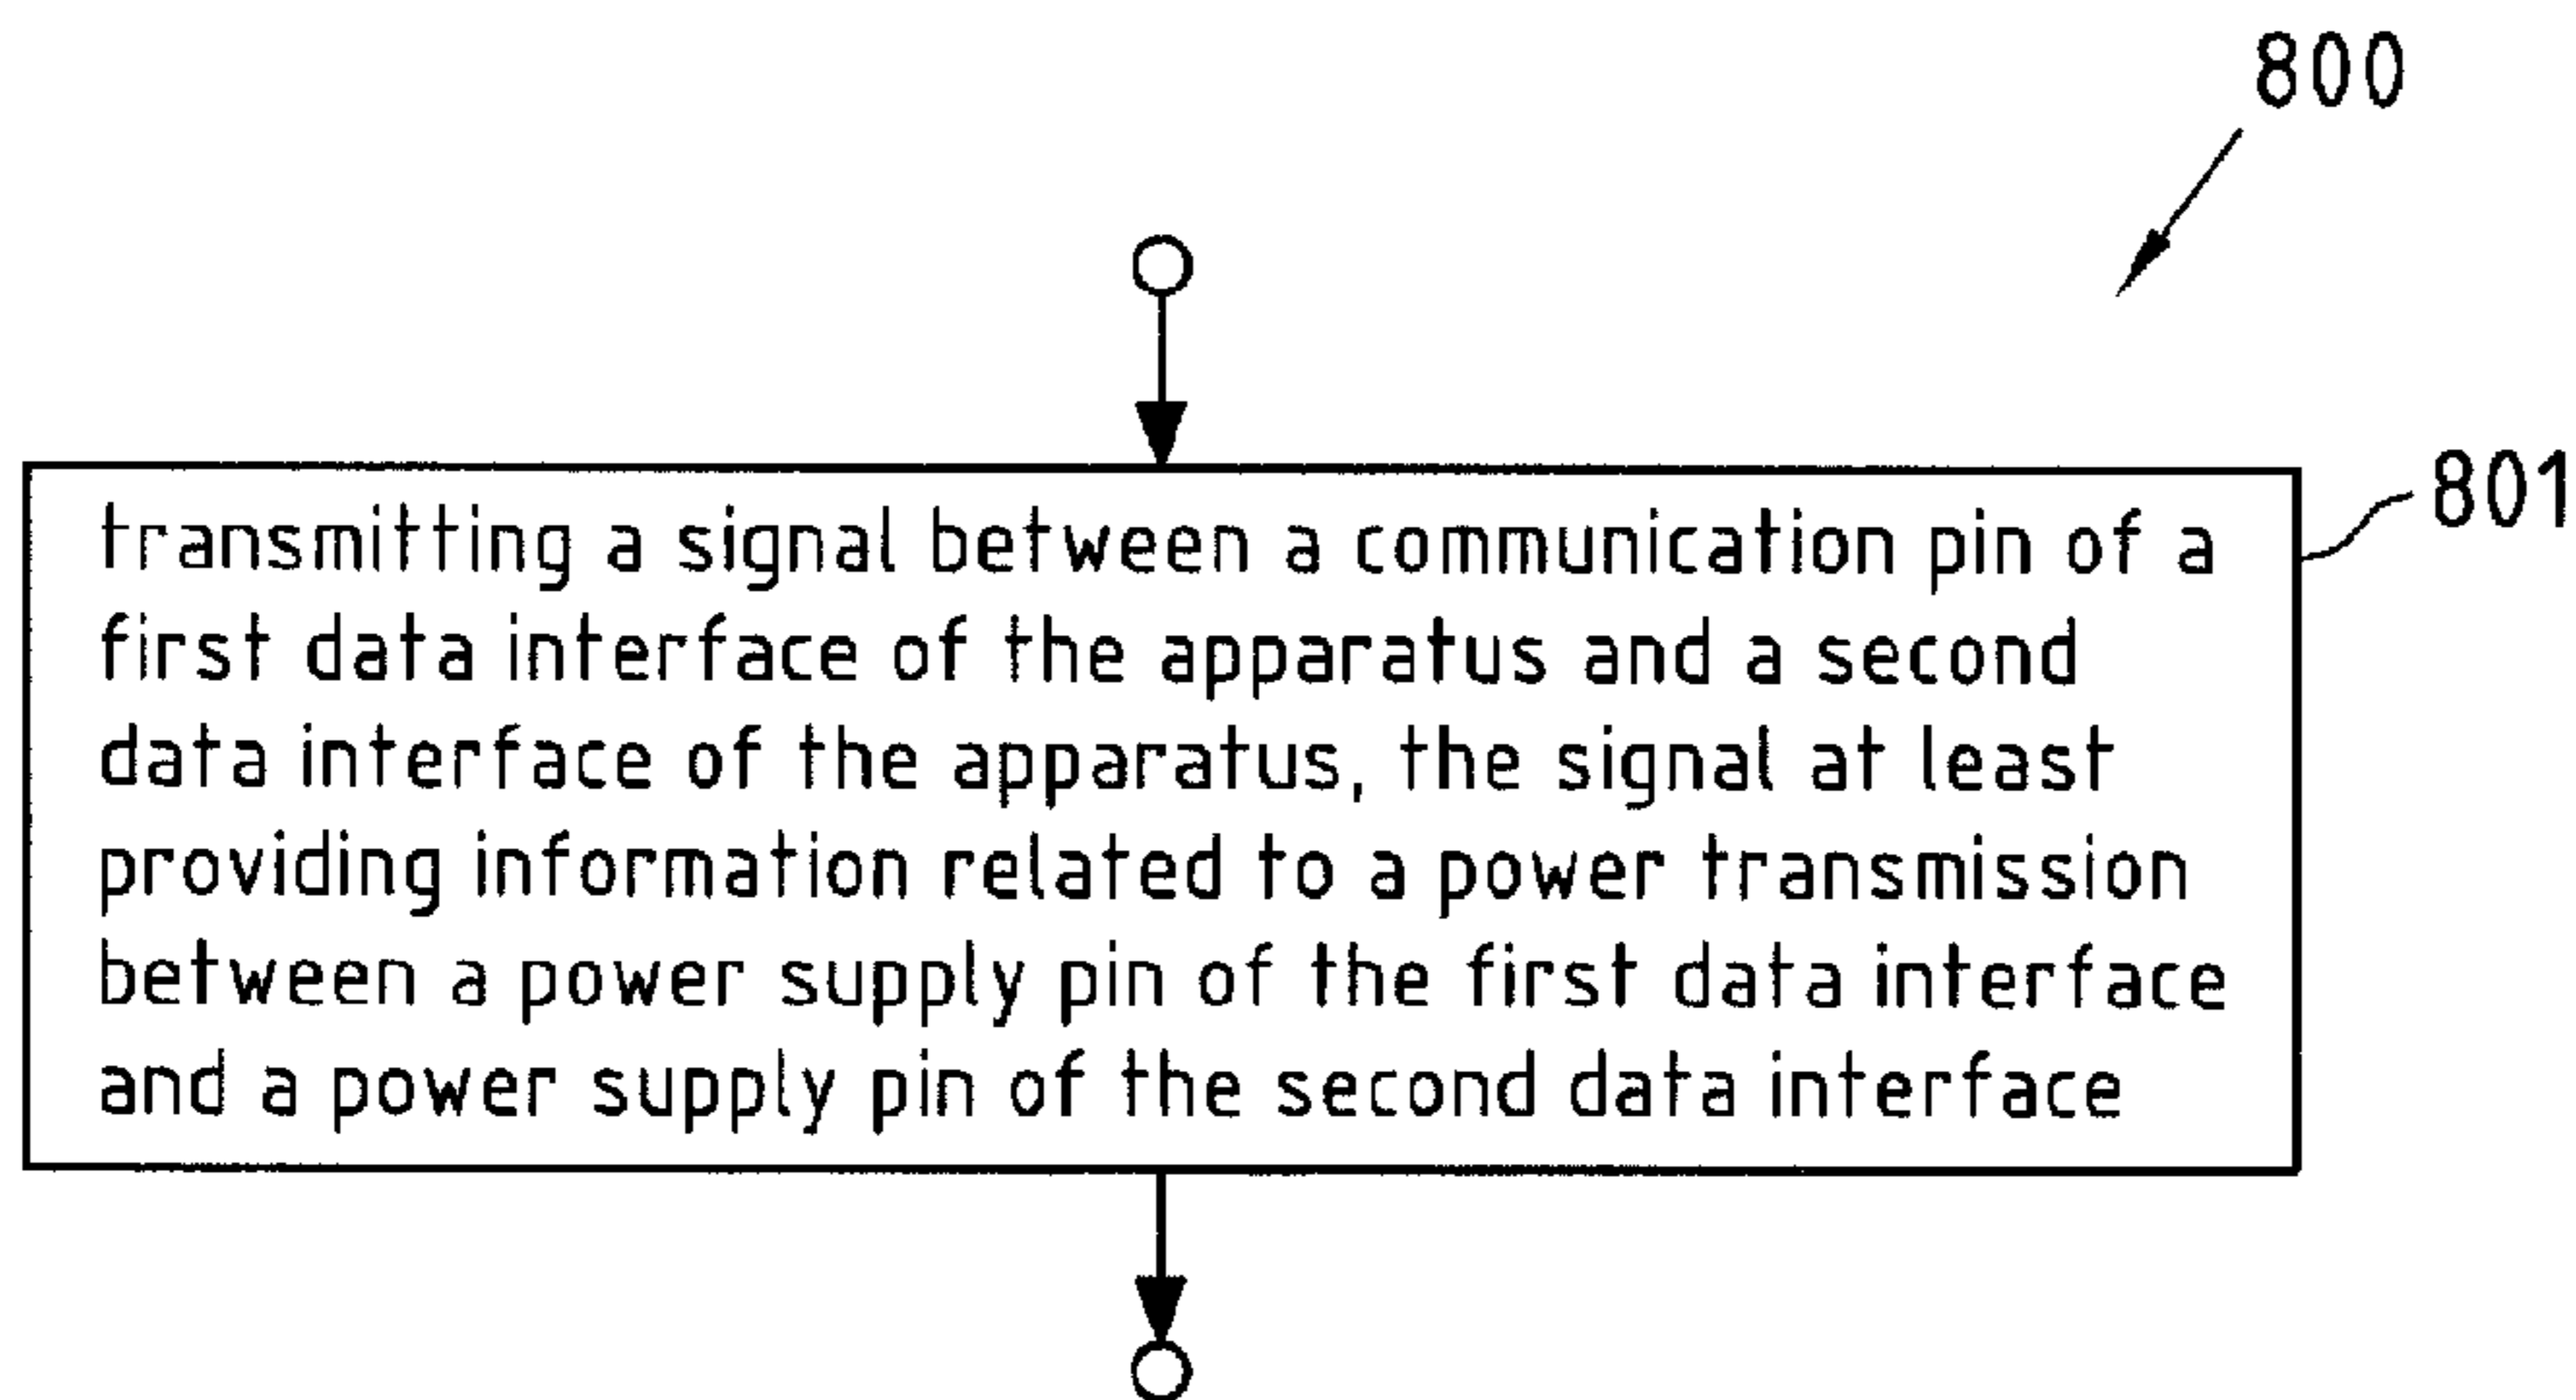 800
801
transmitting a signal between a communication pin of a
first data interface of the apparatus and a second
data interface of the apparatus, the signal at least
providing information related to a power transmission
between a power supply pin of the first data interface
and a power supply pin of the second data interface